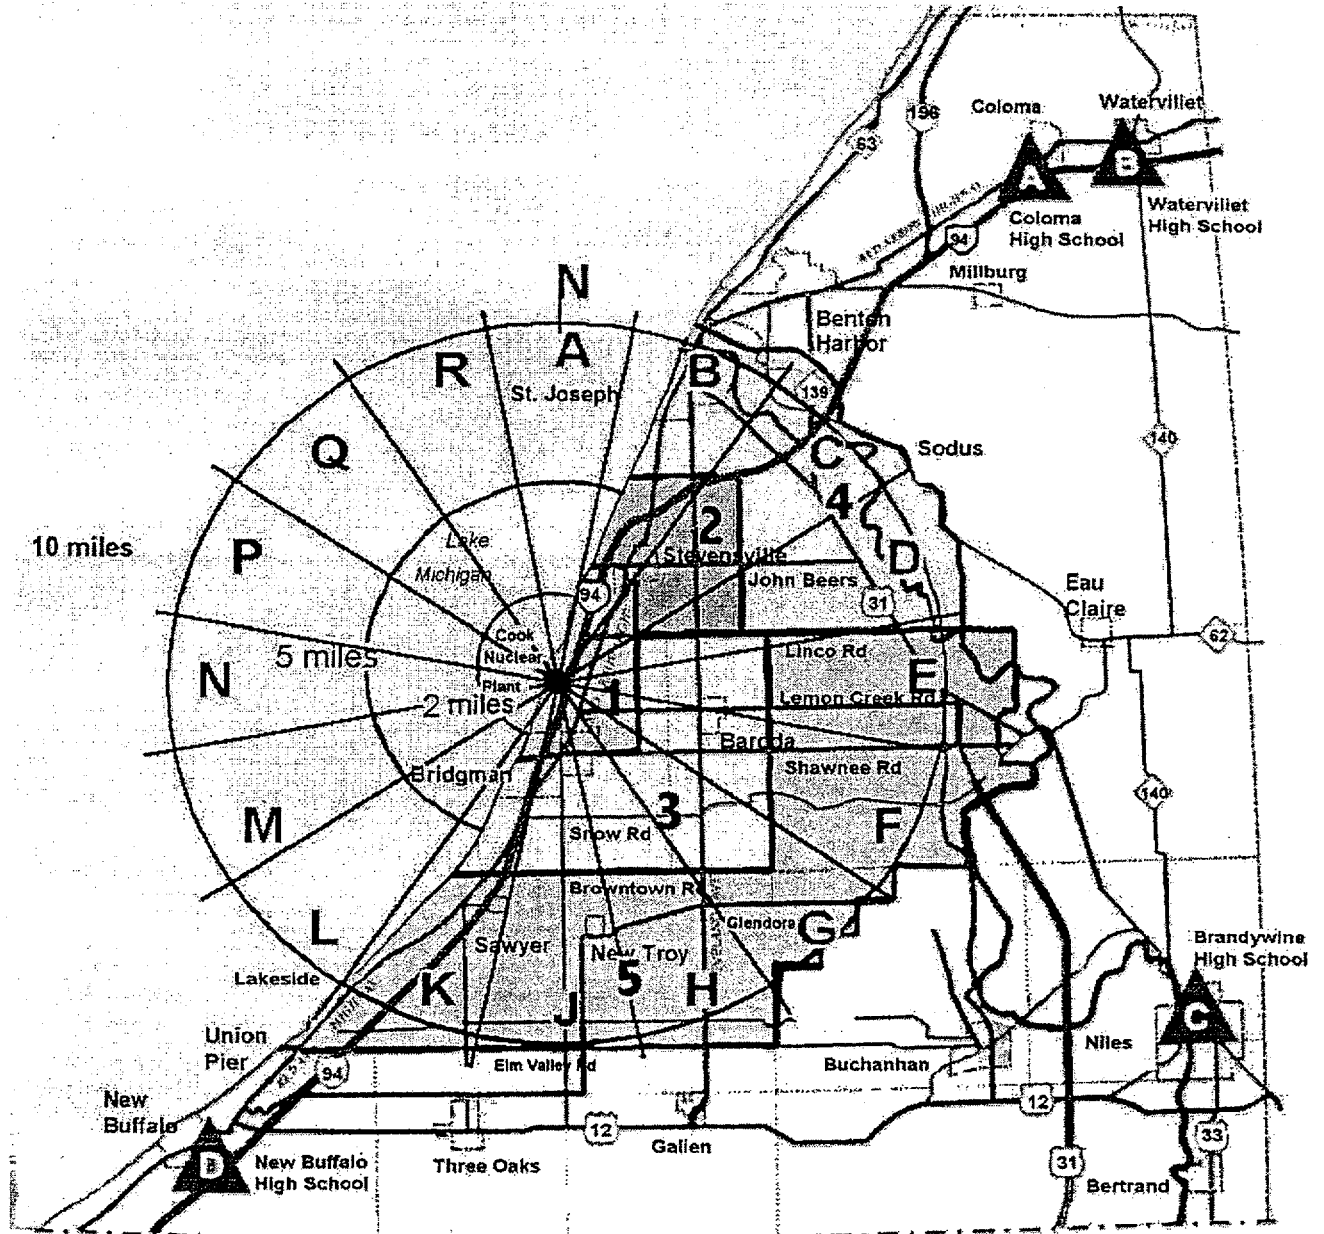 196
Coloma
Watervliet
63
A
B
RED ARROW HIGHWAY
Coloma
High School
Watervliet
High School
94
Millburg
N
Benton
Harbor
R
A
B
St. Joseph
139
Q
C
Sodus
140
4
10 miles
P
Lake
Michigan
2
Stevensville
D
John Beers
94
31
Eau
Claire
62
Cook
Nuclear
Plant
5 miles
N
2 miles
1
Linco Rd
E
Lemon Creek Rd
Baroda
Bridgman
Shawnee Rd
140
M
3
Snow Rd
F
Browntown Rd
L
Sawyer
New Troy
Glendora
G
Brandywine
High School
Lakeside
K
5
H
J
C
Union
Pier
94
Elm Valley Rd
Buchanhan
Niles
New
Buffalo
12
12
33
D
New Buffalo
High School
Three Oaks
Galien
31
Bertrand